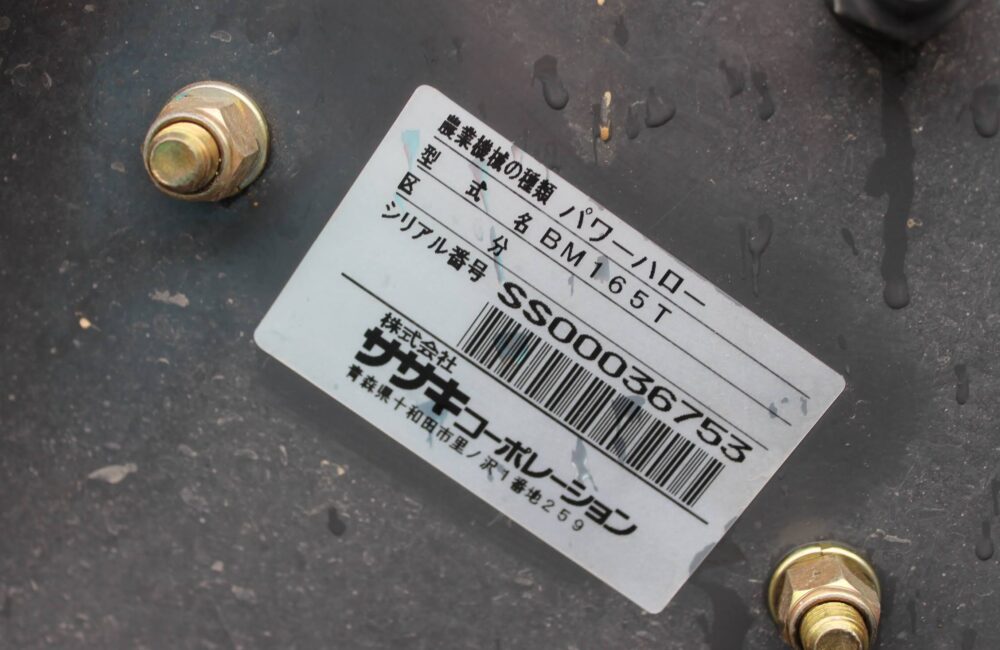 農業機械の種類 パワーハロー
型式名 BM165T
区分
シリアル番号 SS00036753
株式会社
ササキコーポレーション
青森県十和田市里ノ沢1番地259